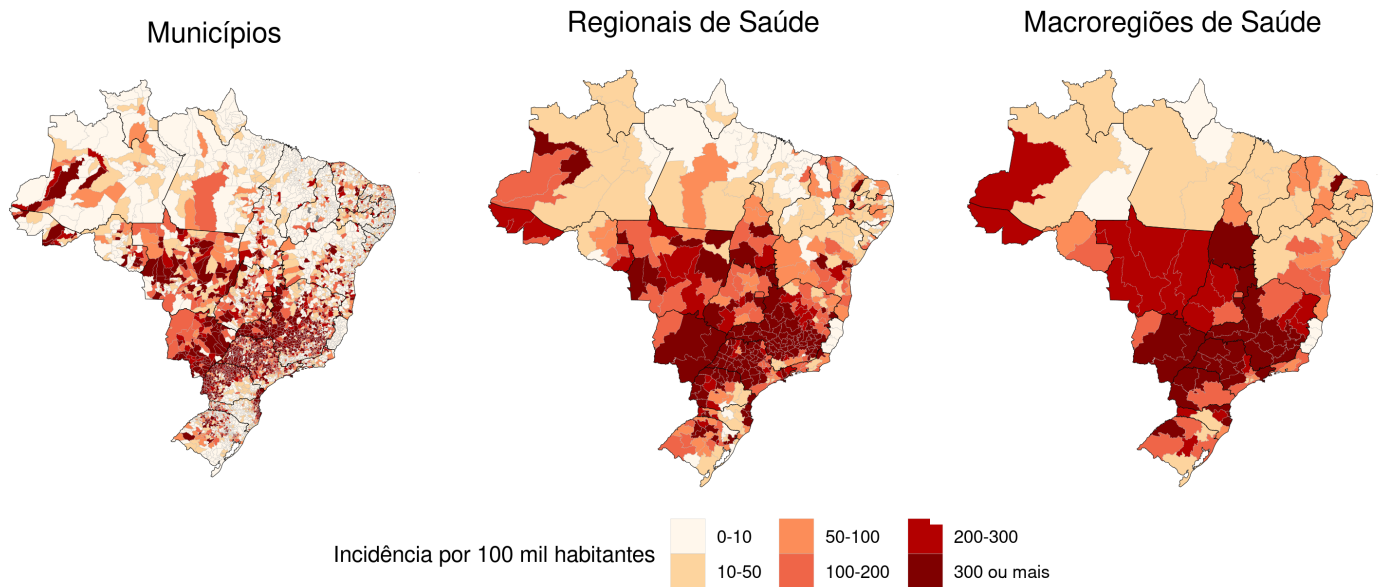 Municípios
Regionais de Saúde
Macroregiões de Saúde
Incidência por 100 mil habitantes
0-10
50-100
200-300
10-50
100-200
300 ou mais